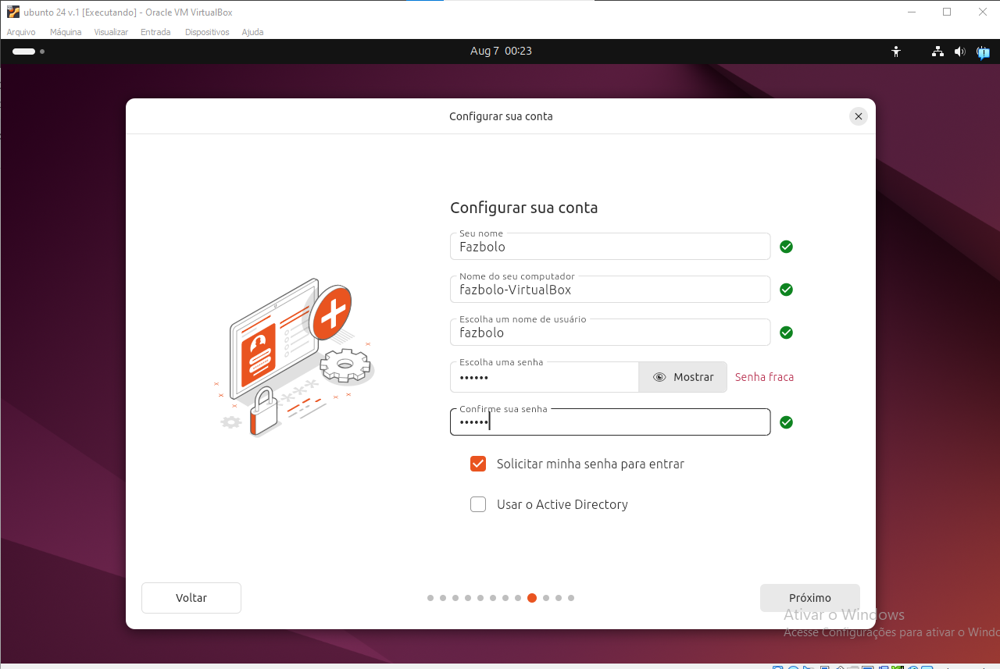 ubunto 24 v.1 [Executando] - Oracle VM VirtualBox
Arquivo Máquina Visualizar Entrada Dispositivos Ajuda
Aug 7 00:23
Configurar sua conta
Configurar sua conta
Seu nome
Fazbolo
Nome do seu computador
fazbolo-VirtualBox
Escolha um nome de usuário
fazbolo
Escolha uma senha
•••••• Mostrar Senha fraca
Confirme sua senha
••••••
Solicitar minha senha para entrar
Usar o Active Directory
Voltar Próximo
Ativar o Windows
Acesse Configurações para ativar o Windo